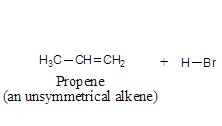 H₃C–CH=CH₂ + H–Br
Propene
(an unsymmetrical alkene)